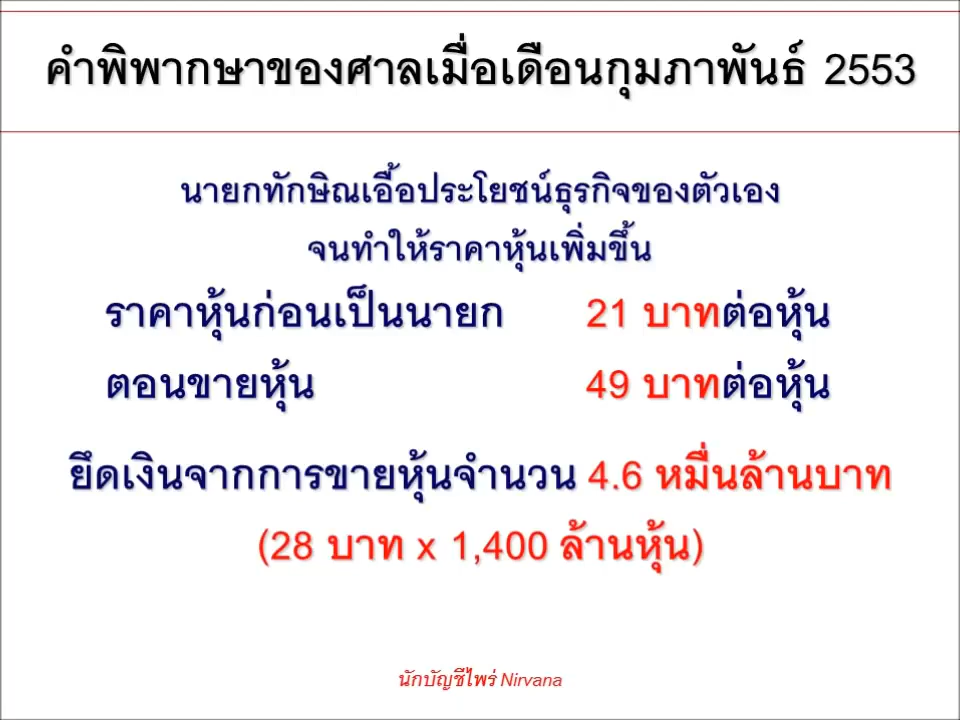 คำพิพากษาของศาลเมื่อเดือนกุมภาพันธ์ 2553
นายกทักษิณเอื้อประโยชน์ธุรกิจของตัวเอง
จนทำให้ราคาหุ้นเพิ่มขึ้น
ราคาหุ้นก่อนเป็นนายก 21 บาทต่อหุ้น
ตอนขายหุ้น 49 บาทต่อหุ้น
ยึดเงินจากการขายหุ้นจำนวน 4.6 หมื่นล้านบาท
(28 บาท x 1,400 ล้านหุ้น)
นักบัญชีไพร่ Nirvana